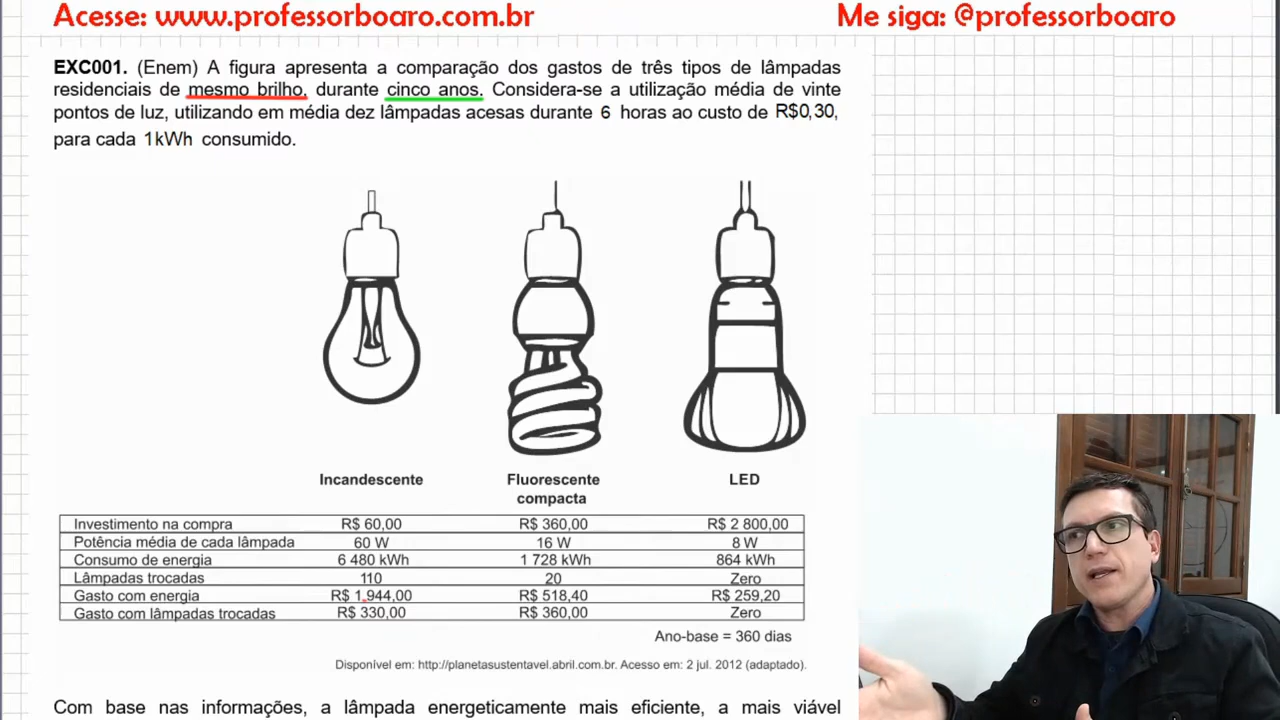 Acesse: www.professorboaro.com.br
Me siga: @professorboaro
EXC001. (Enem) A figura apresenta a comparação dos gastos de três tipos de lâmpadas
residenciais de mesmo brilho, durante cinco anos. Considera-se a utilização média de vinte
pontos de luz, utilizando em média dez lâmpadas acesas durante 6 horas ao custo de R$0,30,
para cada 1kWh consumido.
Incandescente
Fluorescente
compacta
LED
Investimento na compra R$ 60,00 R$ 360,00 R$ 2 800,00
Potência média de cada lâmpada 60 W 16 W 8 W
Consumo de energia 6 480 kWh 1 728 kWh 864 kWh
Lâmpadas trocadas 110 20 Zero
Gasto com energia R$ 1.944,00 R$ 518,40 R$ 259,20
Gasto com lâmpadas trocadas R$ 330,00 R$ 360,00 Zero
Ano-base = 360 dias
Disponível em: http://planetasustentavel.abril.com.br. Acesso em: 2 jul. 2012 (adaptado).
Com base nas informações, a lâmpada energeticamente mais eficiente, a mais viável